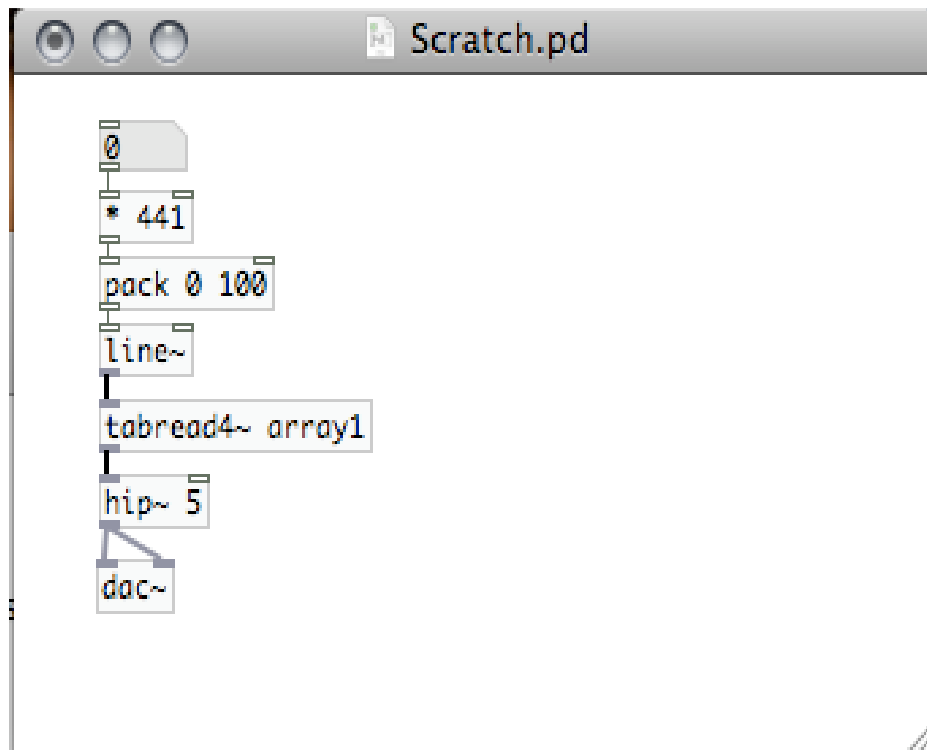 Scratch.pd
0
* 441
pack 0 100
line~
tabread4~ array1
hip~ 5
dac~